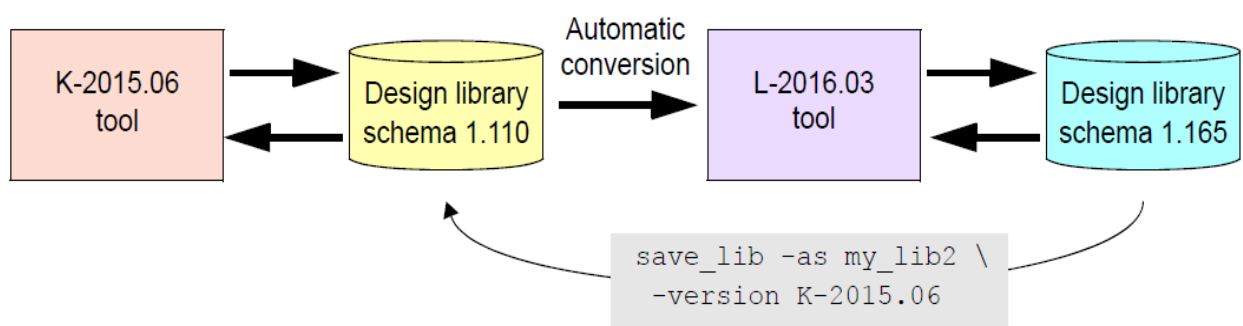 K-2015.06
tool
Design library
schema 1.110
Automatic
conversion
L-2016.03
tool
Design library
schema 1.165
save_lib -as my_lib2 \
-version K-2015.06